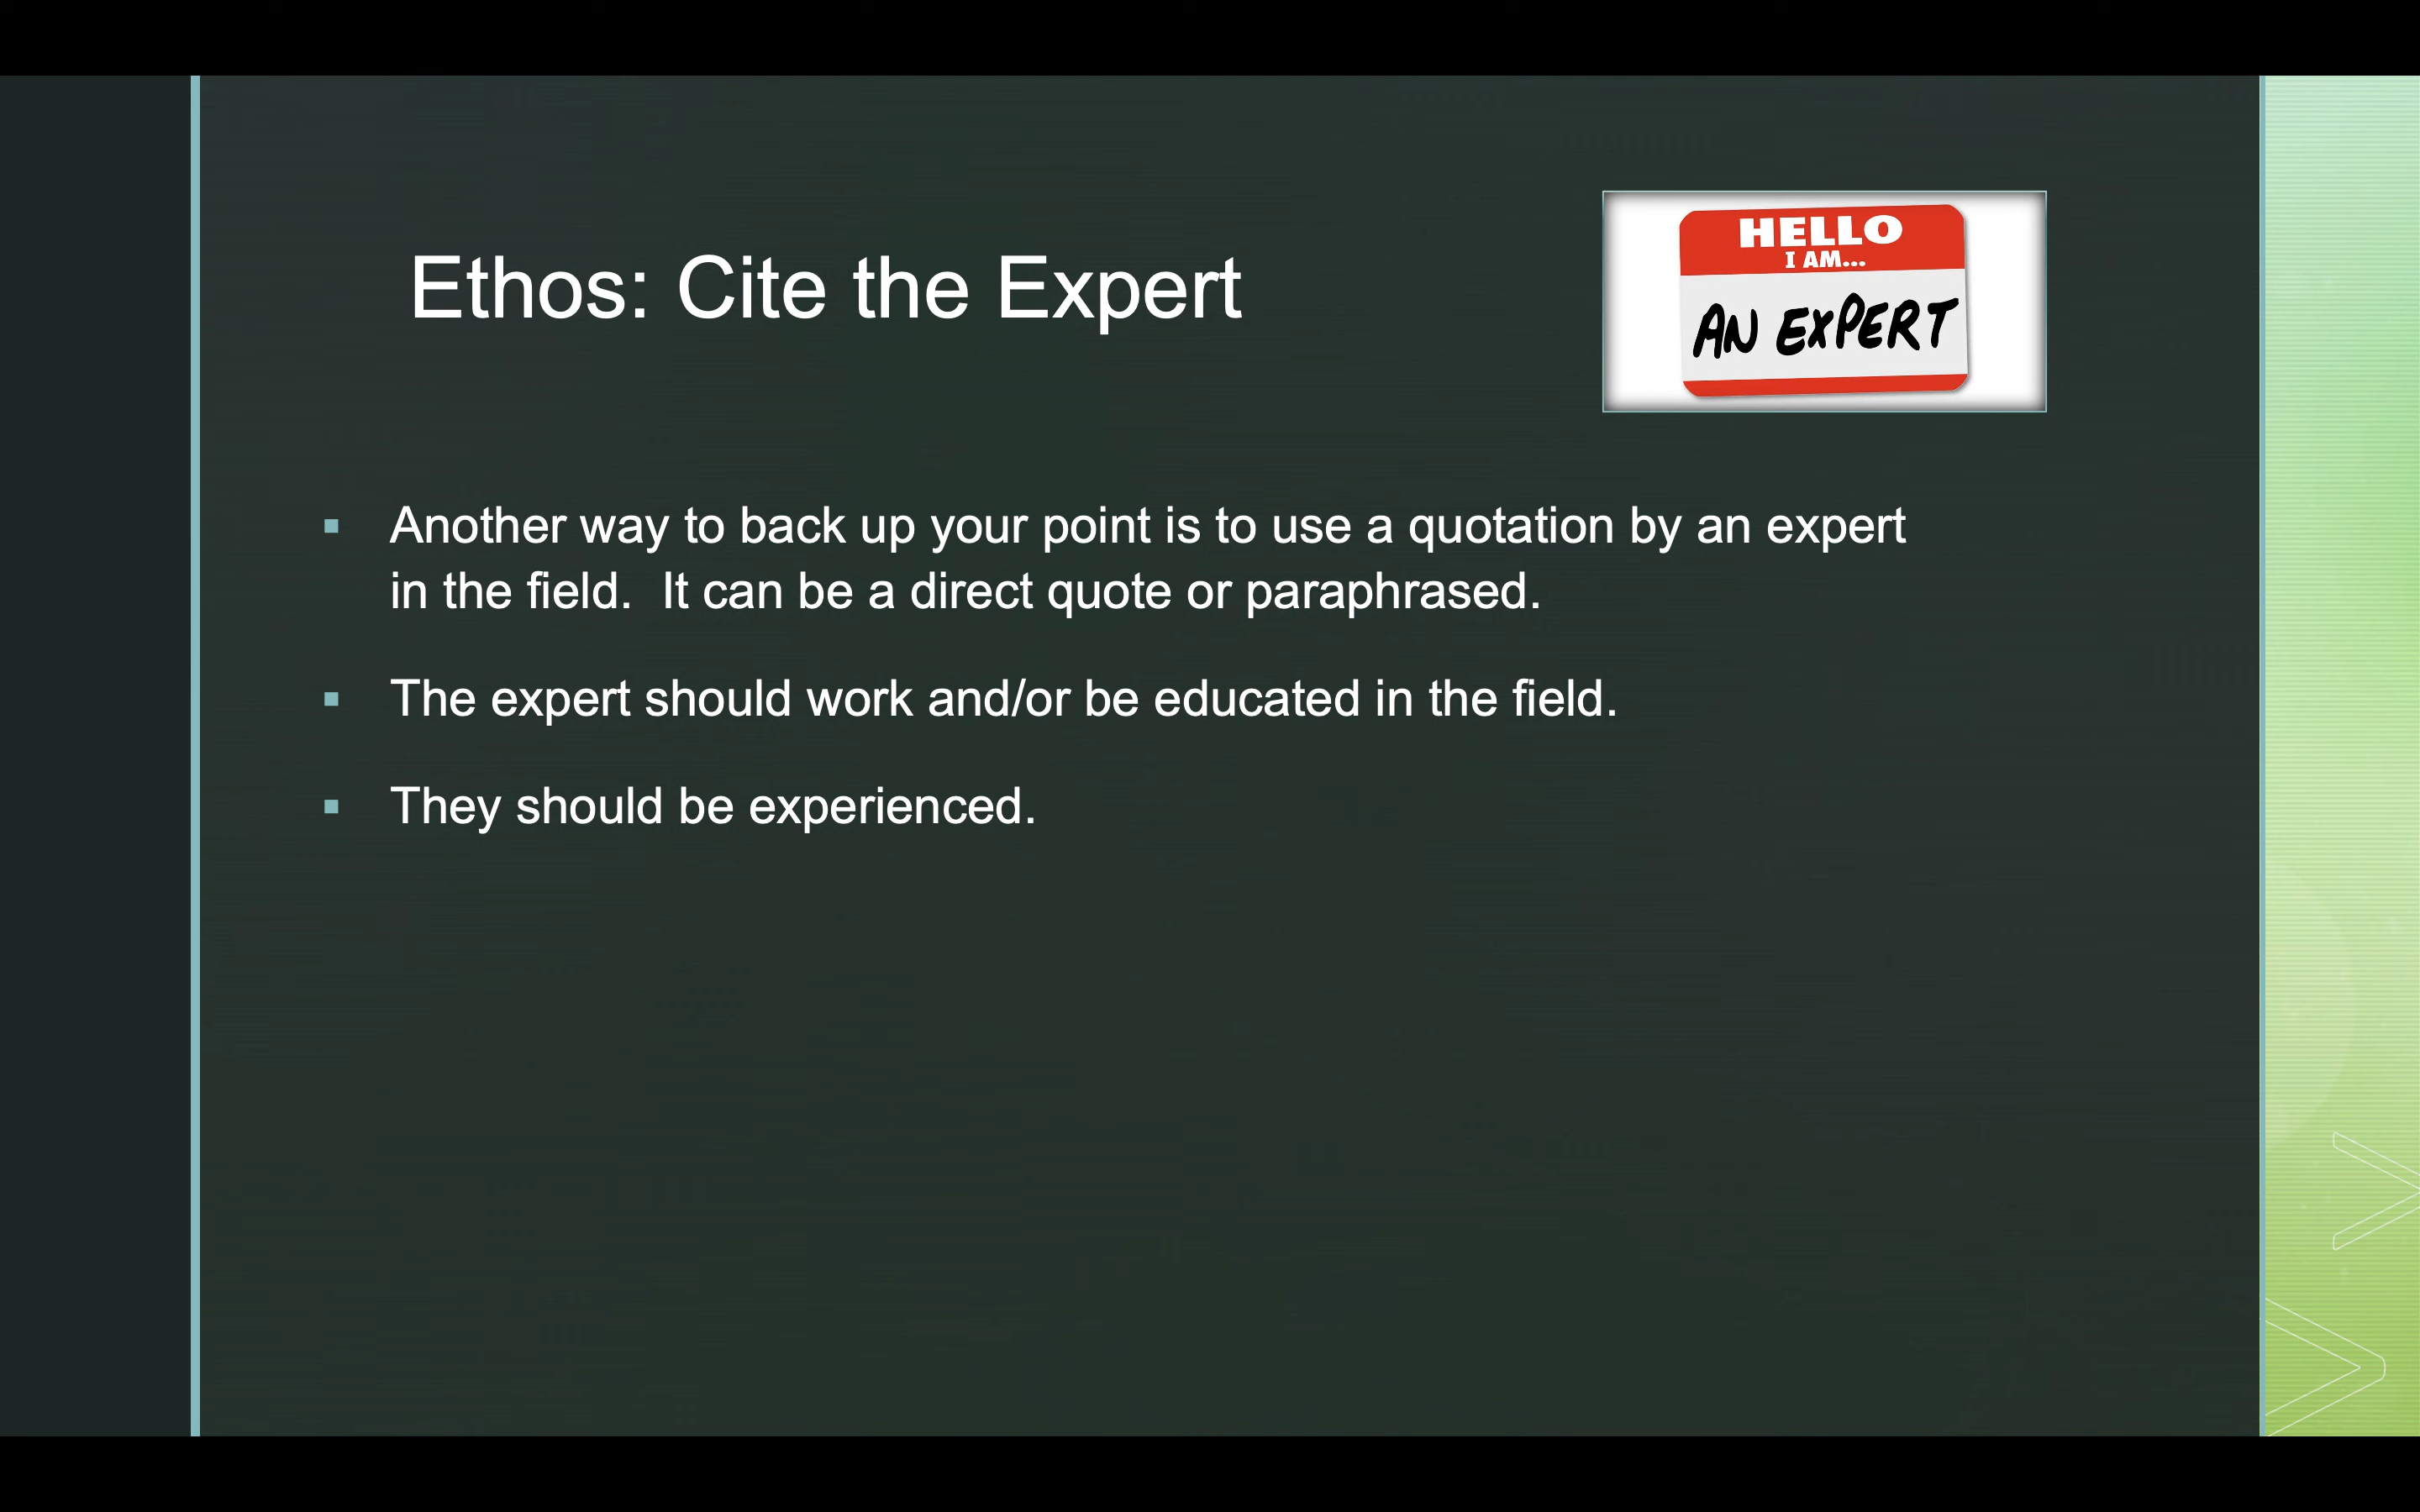 Ethos: Cite the Expert
HELLO
I AM...
AN EXPERT
Another way to back up your point is to use a quotation by an expert
in the field.  It can be a direct quote or paraphrased.
The expert should work and/or be educated in the field.
They should be experienced.